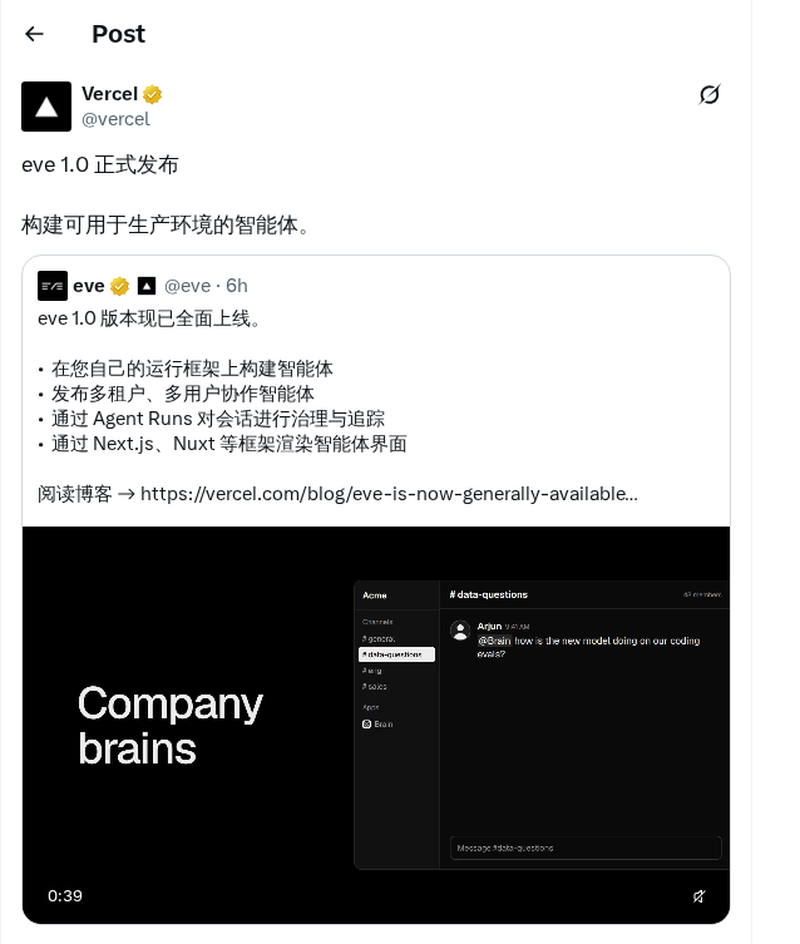 Post
Vercel
@vercel
eve 1.0 正式发布
构建可用于生产环境的智能体。
eve @eve · 6h
eve 1.0 版本现已全面上线。
• 在您自己的运行框架上构建智能体
• 发布多租户、多用户协作智能体
• 通过 Agent Runs 对会话进行治理与追踪
• 通过 Next.js、Nuxt 等框架渲染智能体界面
阅读博客 → https://vercel.com/blog/eve-is-now-generally-available...
Company
brains
Acme
Channels
# general
# data-questions
# eng
# sales
Apps
Brain
# data-questions
43 members
Arjun 9:41 AM
@Brain how is the new model doing on our coding
evals?
Message #data-questions
0:39